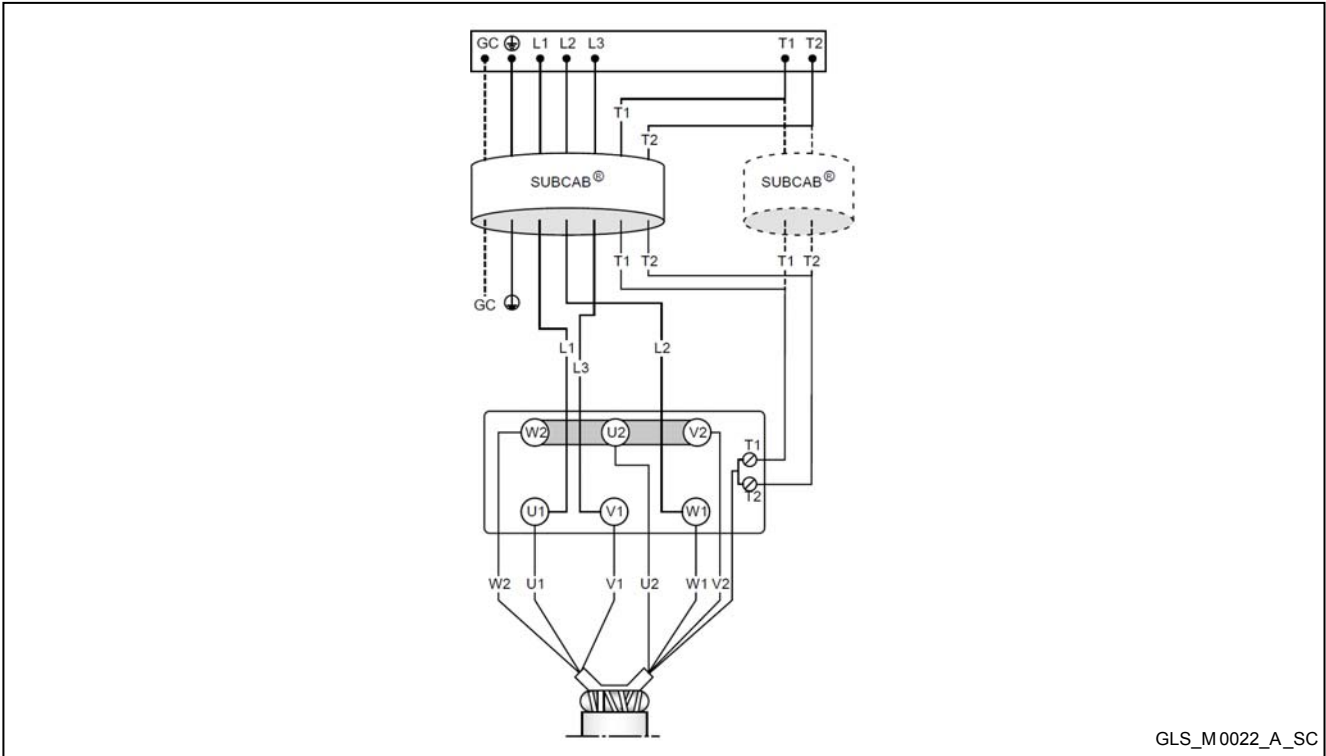 GC L1 L2 L3 T1 T2
T1
T2
SUBCAB® SUBCAB®
T1 T2 T1 T2
GC
L1 L2
L3
W2 U2 V2
T1
T2
U1 V1 W1
W2 U1 V1 U2 W1 V2
GLS_M0022_A_SC